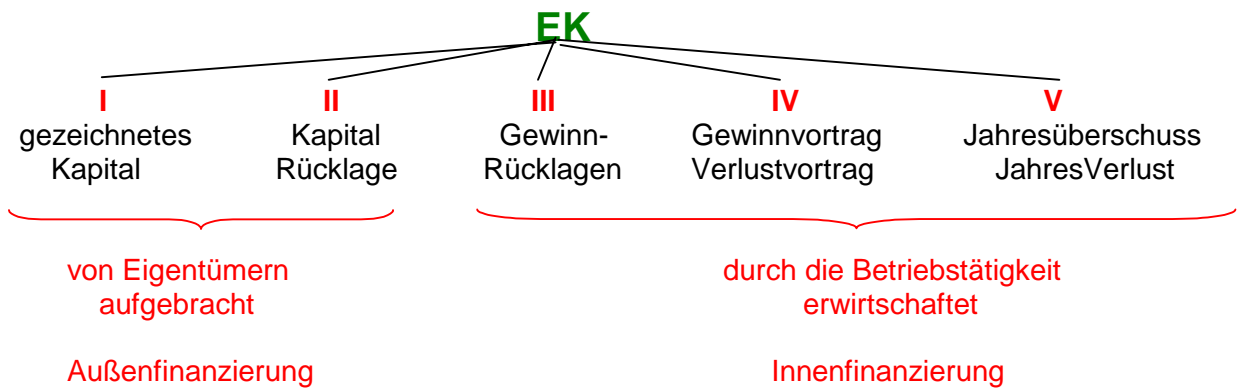 EK
I II III IV V
gezeichnetes Kapital Gewinn- Gewinnvortrag Jahresüberschuss
Kapital Rücklage Rücklagen Verlustvortrag JahresVerlust
von Eigentümern durch die Betriebstätigkeit
aufgebracht erwirtschaftet
Außenfinanzierung Innenfinanzierung